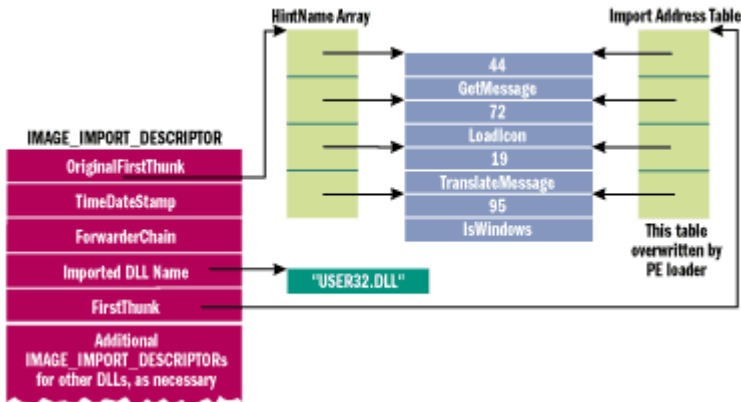 HintName Array
Import Address Table
44
GetMessage
72
LoadIcon
19
TranslateMessage
95
IsWindows
This table
overwritten by
PE loader
IMAGE_IMPORT_DESCRIPTOR
OriginalFirstThunk
TimeDateStamp
ForwarderChain
Imported DLL Name
"USER32.DLL"
FirstThunk
Additional
IMAGE_IMPORT_DESCRIPTORs
for other DLLs, as necessary